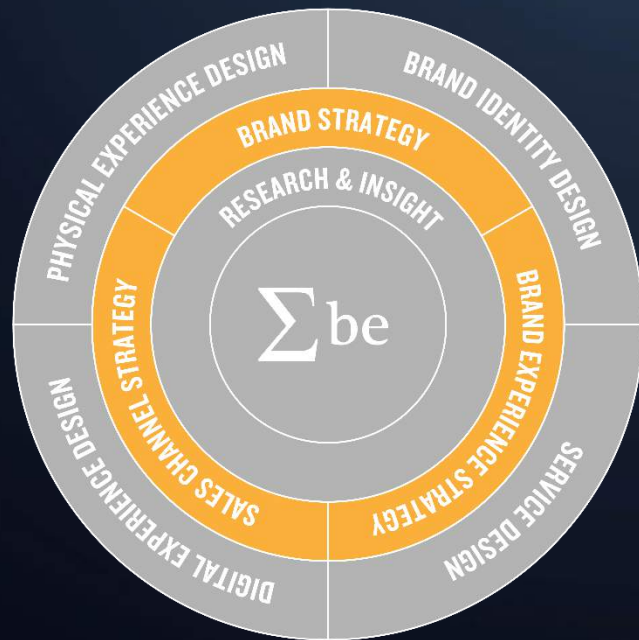 PHYSICAL EXPERIENCE DESIGN
BRAND IDENTITY DESIGN
BRAND STRATEGY
RESEARCH & INSIGHT
Σ be
SALES CHANNEL STRATEGY
BRAND EXPERIENCE STRATEGY
DIGITAL EXPERIENCE DESIGN
SERVICE DESIGN